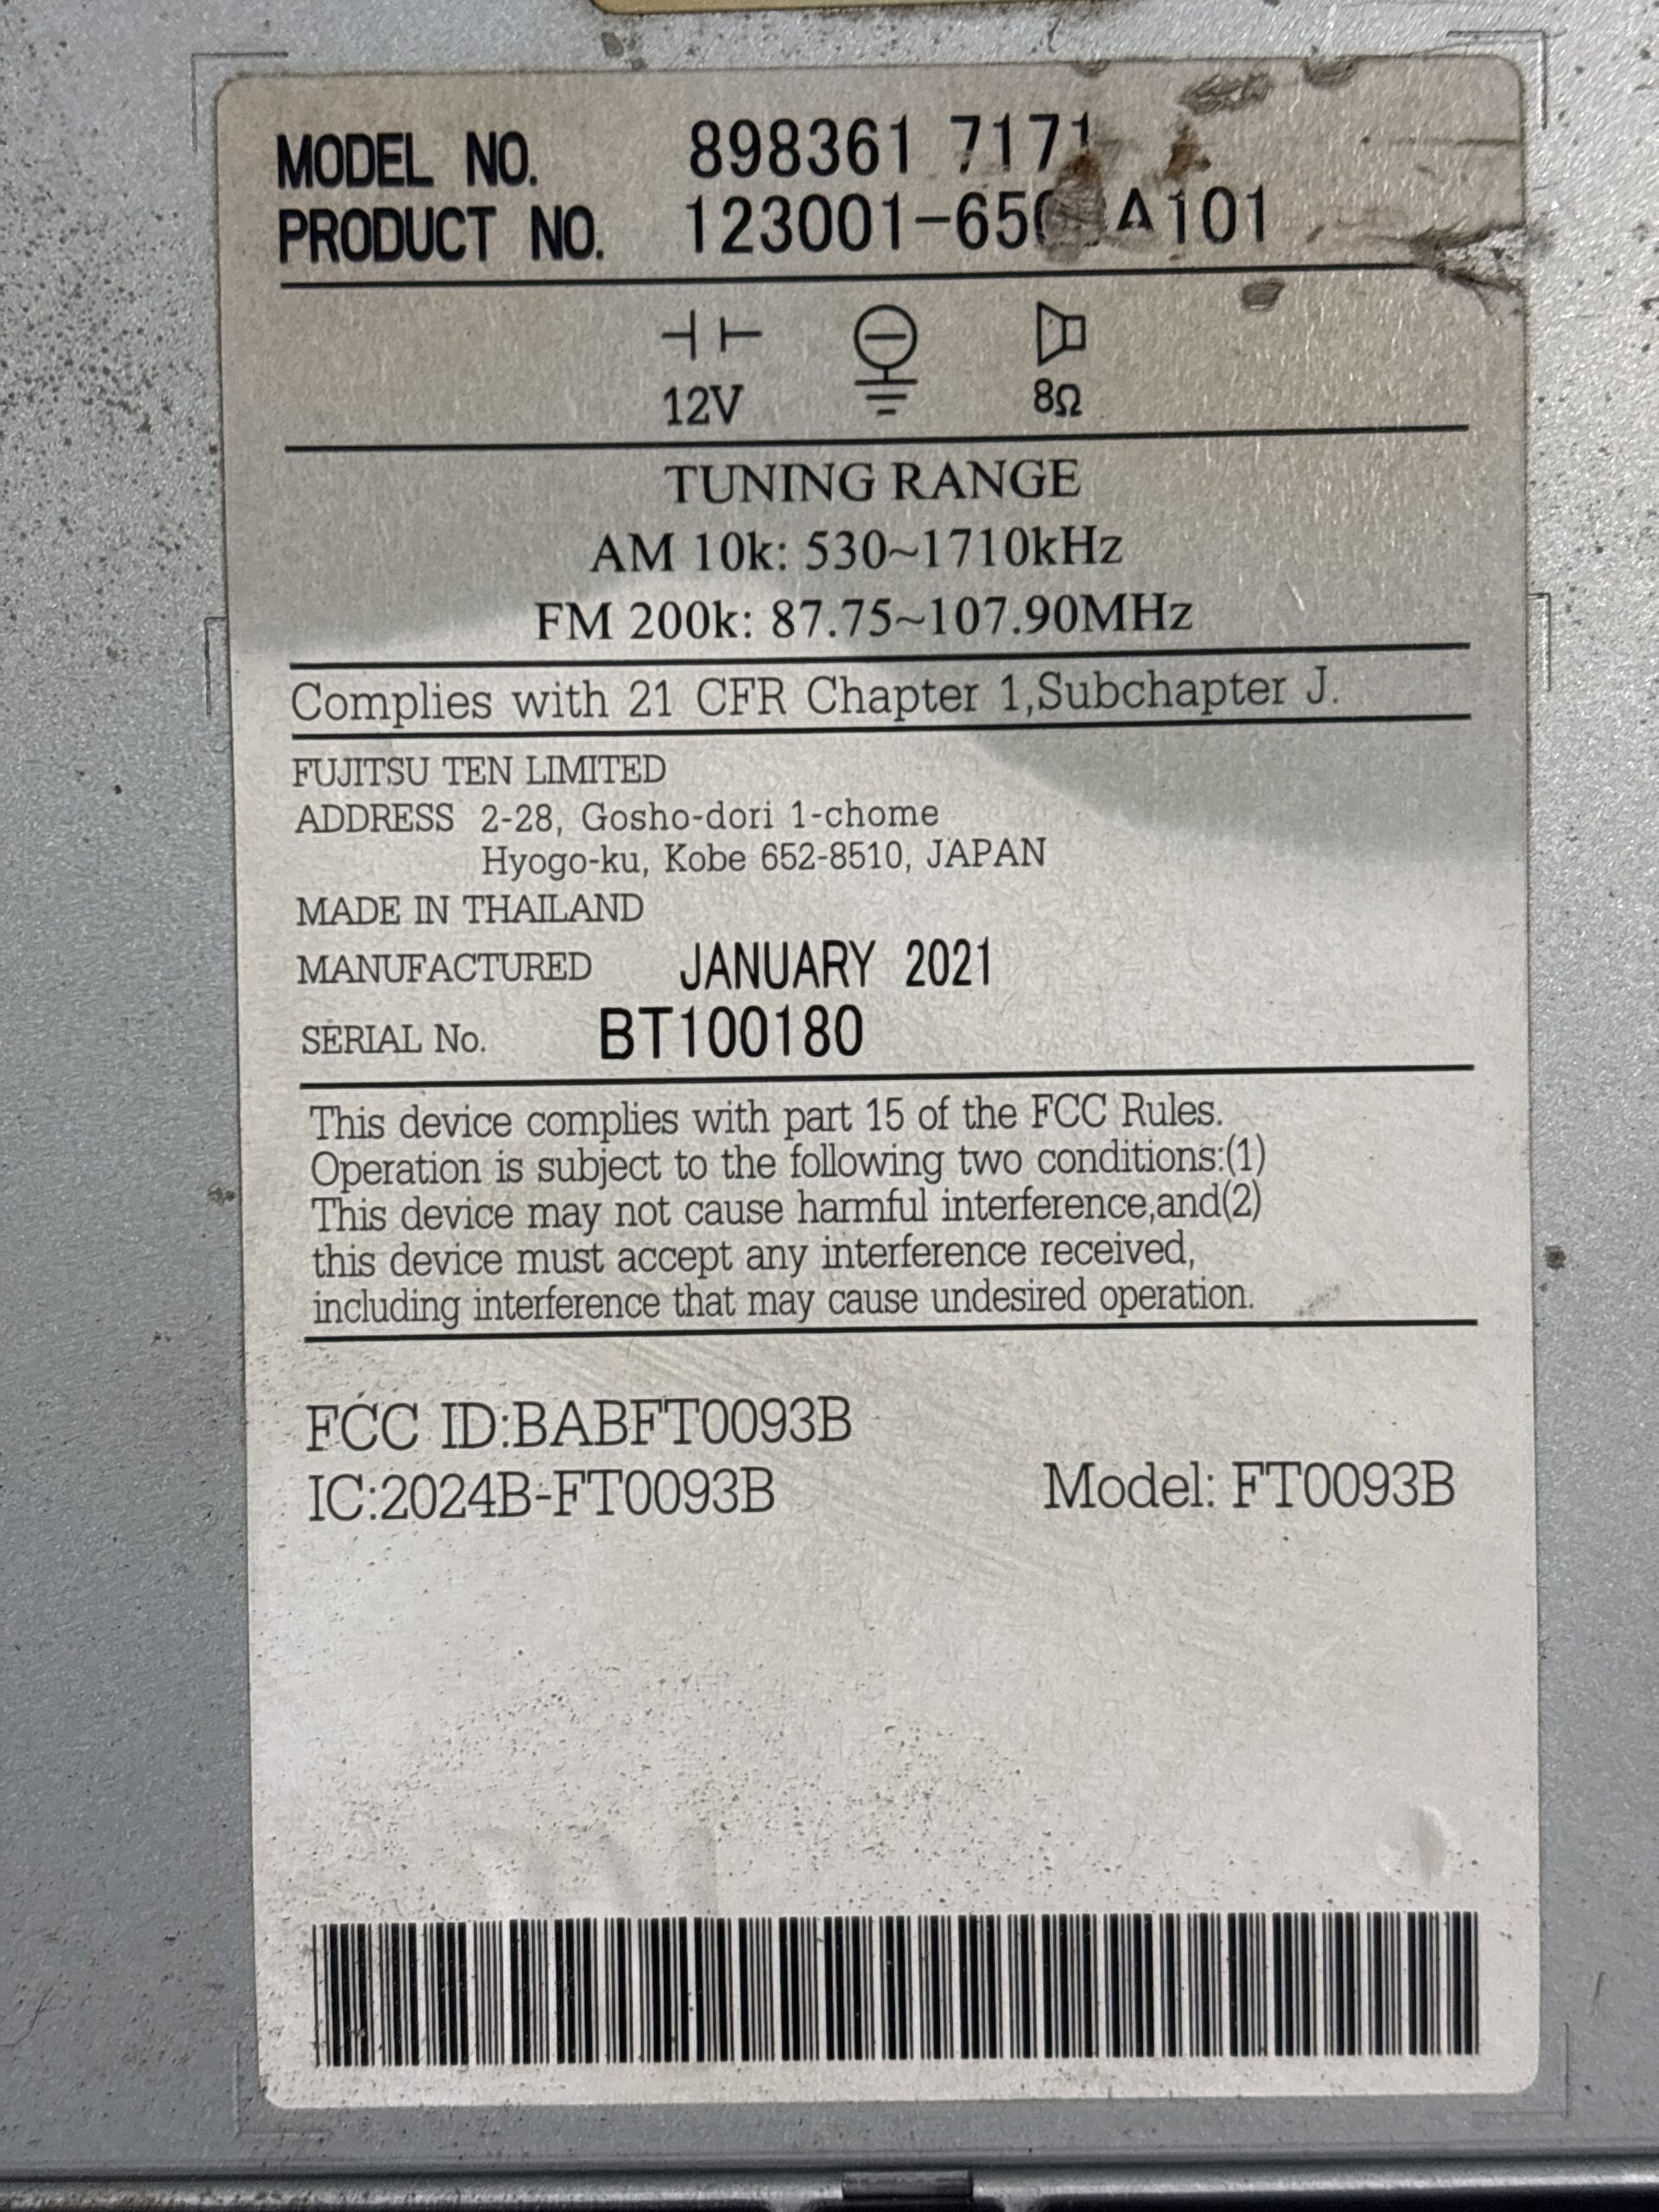 MODEL NO. 898361 7171
PRODUCT NO.
12V 8Ω
TUNING RANGE
AM 10k: 530~1710kHz
FM 200k: 87.75~107.90MHz
Complies with 21 CFR Chapter 1,Subchapter J.
FUJITSU TEN LIMITED
ADDRESS 2-28, Gosho-dori 1-chome
Hyogo-ku, Kobe 652-8510, JAPAN
MADE IN THAILAND
MANUFACTURED JANUARY 2021
SERIAL No. BT100180
This device complies with part 15 of the FCC Rules.
Operation is subject to the following two conditions:(1)
This device may not cause harmful interference,and(2)
this device must accept any interference received,
including interference that may cause undesired operation.
FCC ID:BABFT0093B
IC:2024B-FT0093B Model: FT0093B